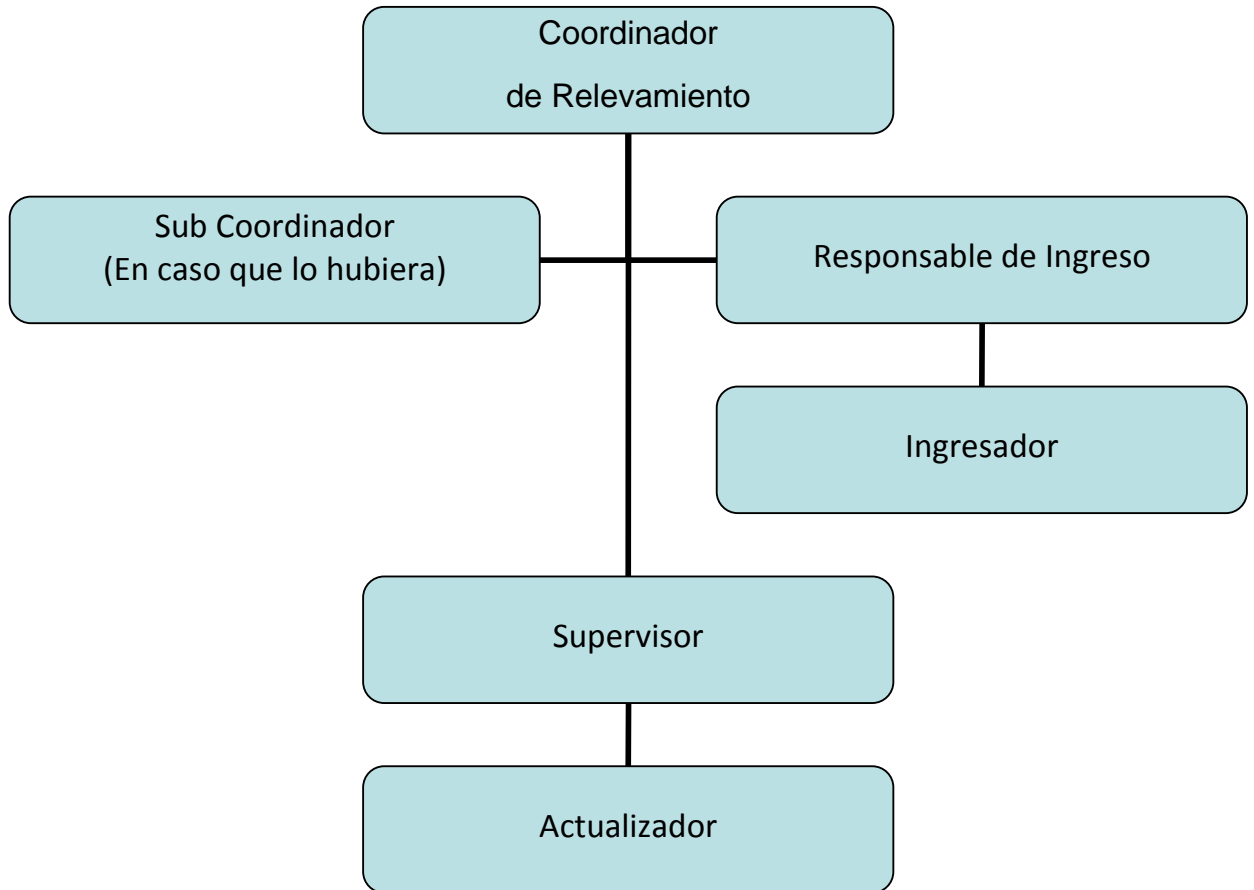 Coordinador
de Relevamiento
Sub Coordinador
(En caso que lo hubiera)
Responsable de Ingreso
Ingresador
Supervisor
Actualizador